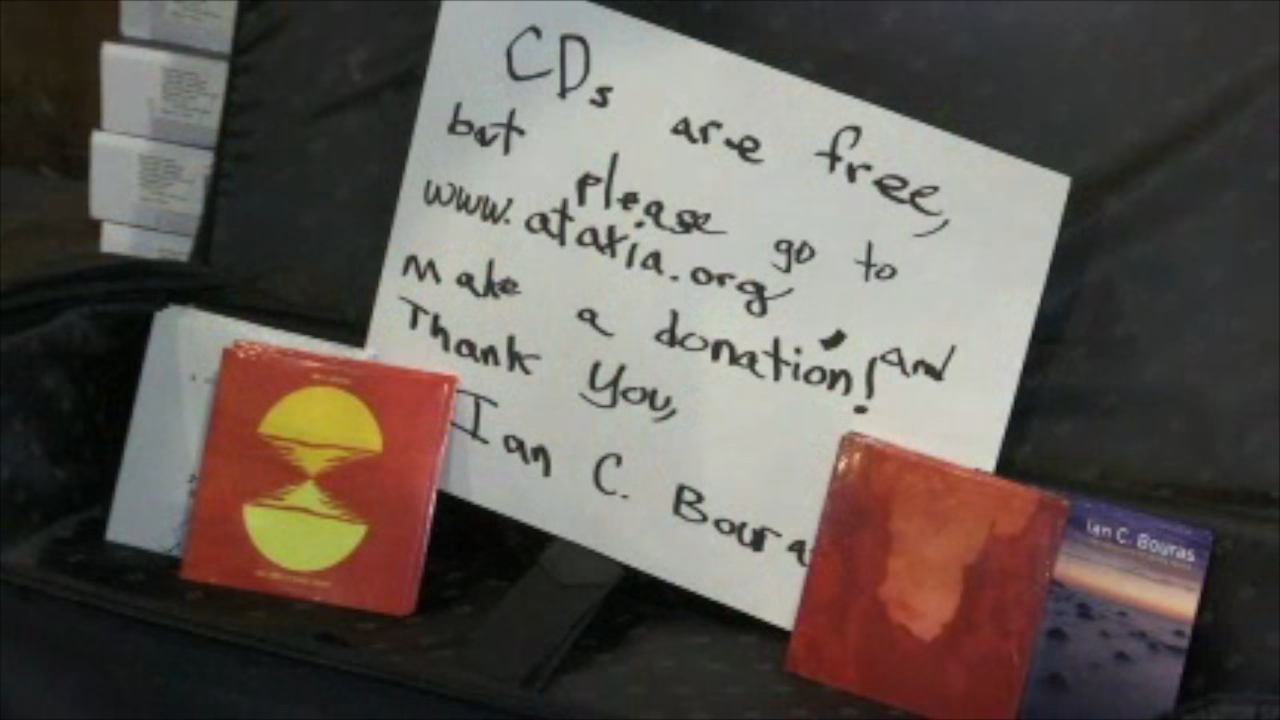 CDs are free,
but please go to
www.ataxia.org, And
make a donation!
Thank You,
Ian C. Boura
Ian C. Bouras